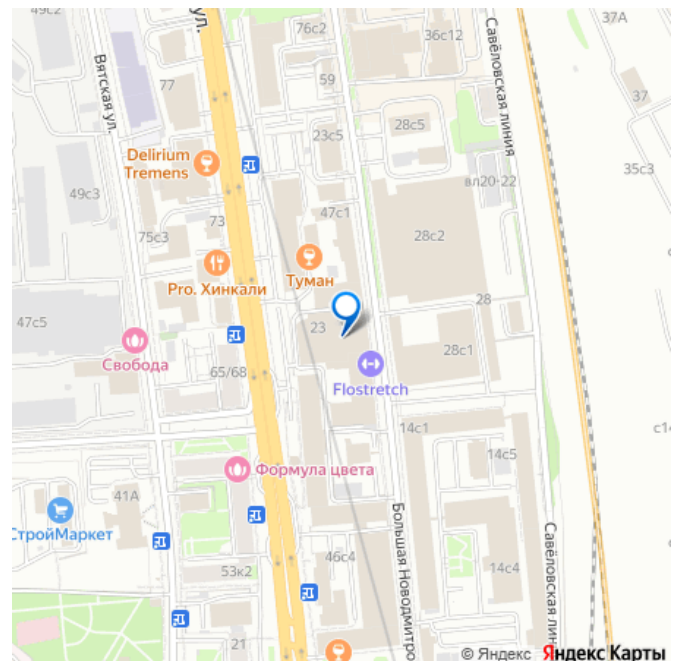 49с2
ул.
76с2
36с12
Савёловская линия
37А
Вятская ул.
77
59
37
Delirium
Tremens
23с5
28с5
35с3
49с3
вл20-22
47с1
73
75с3
28с2
Туман
Pro. Хинкали
28
47с5
23
Свобода
28с1
65/68
Flostretch
14с1
14с5
Формула цвета
41А
СтройМаркет
Большая Новодмитро
Савёловская лин
46с4
53к2
14с4
21
© Яндекс Яндекс Карты